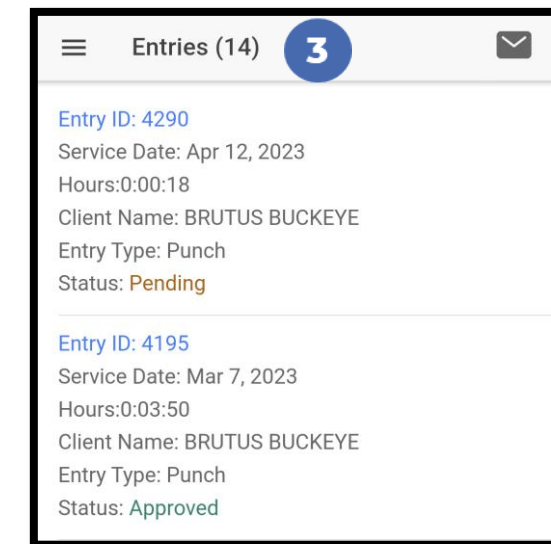 Entries (14) 3
Entry ID: 4290
Service Date: Apr 12, 2023
Hours:0:00:18
Client Name: BRUTUS BUCKEYE
Entry Type: Punch
Status: Pending
Entry ID: 4195
Service Date: Mar 7, 2023
Hours:0:03:50
Client Name: BRUTUS BUCKEYE
Entry Type: Punch
Status: Approved